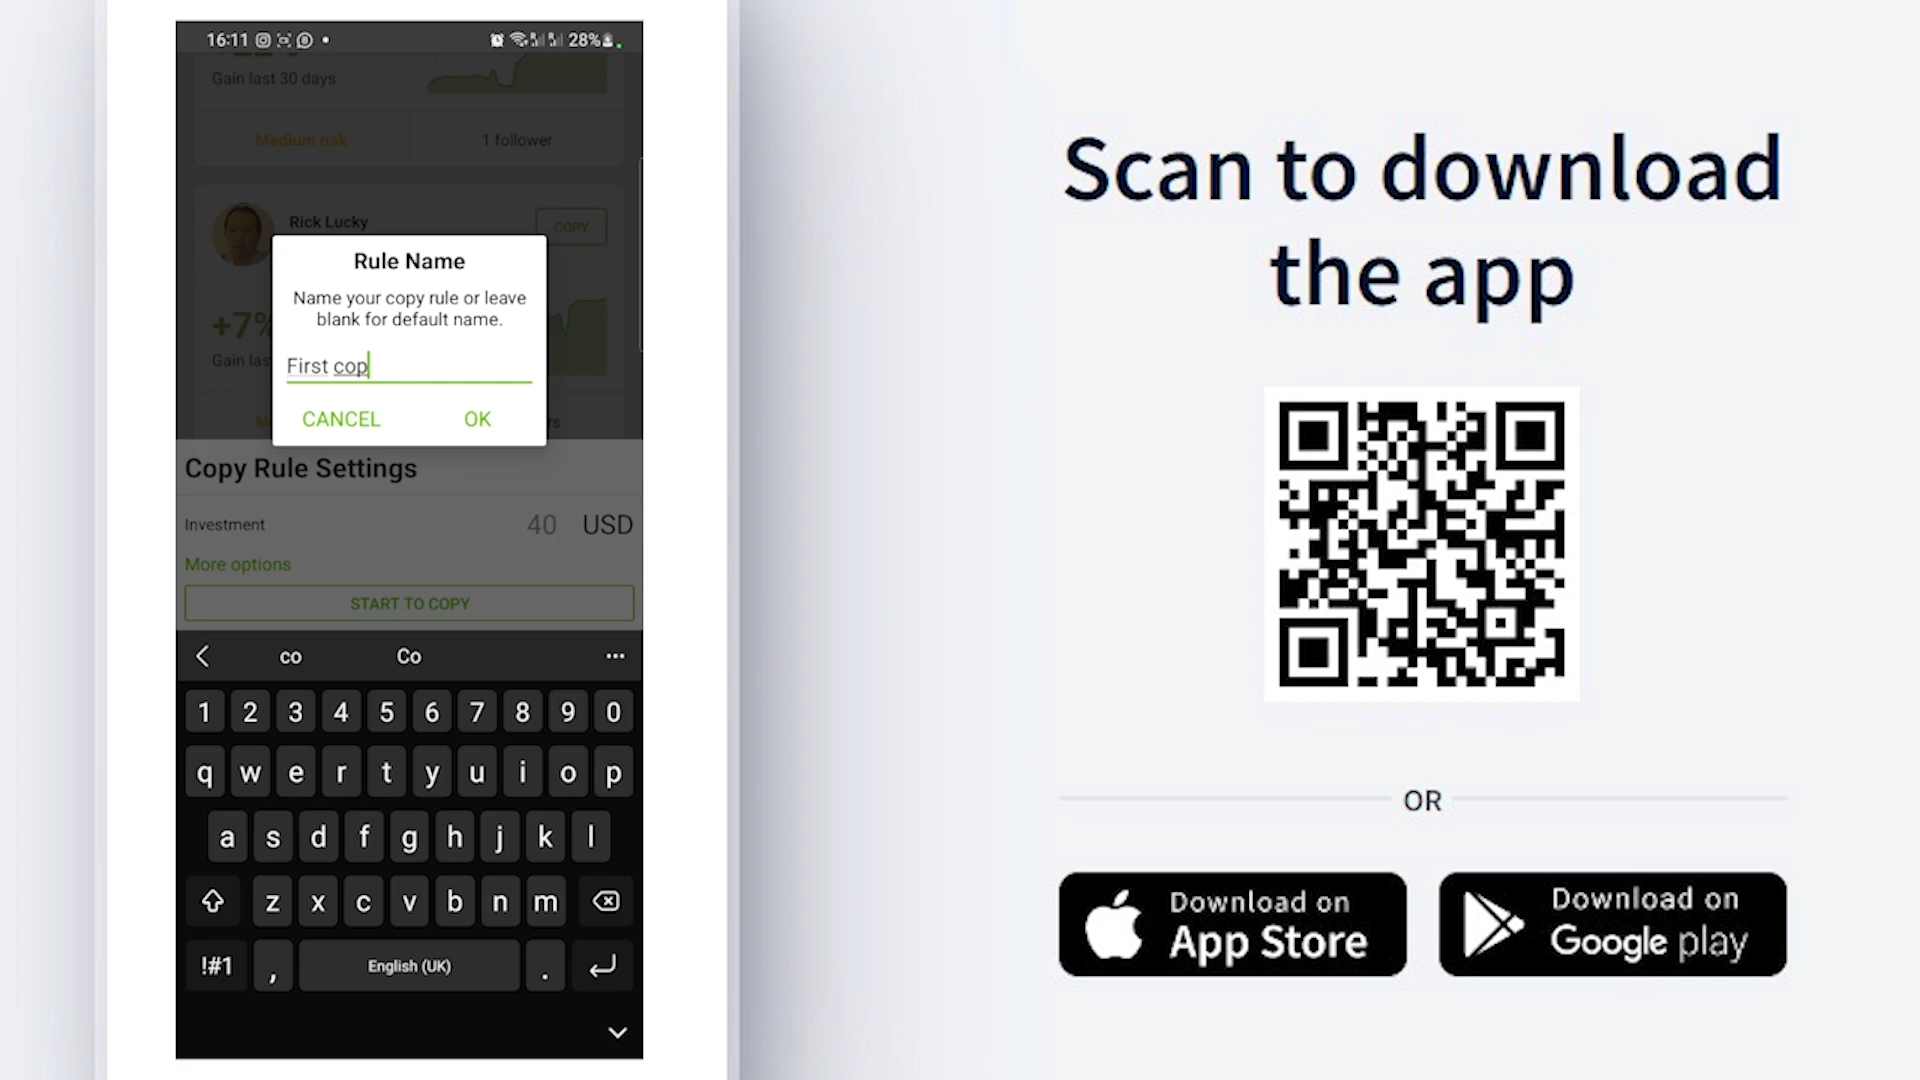 16:11
28%
Gain last 30 days
Medium risk
1 follower
Rick Lucky
COPY
Rule Name
Name your copy rule or leave
blank for default name.
+7%
Gain las
First cop
CANCEL
OK
Copy Rule Settings
Investment
40 USD
More options
START TO COPY
co
Co
1 2 3 4 5 6 7 8 9 0
q w e r t y u i o p
a s d f g h j k l
z x c v b n m
!#1 , English (UK) .
Scan to download
the app
OR
Download on
App Store
Download on
Google play